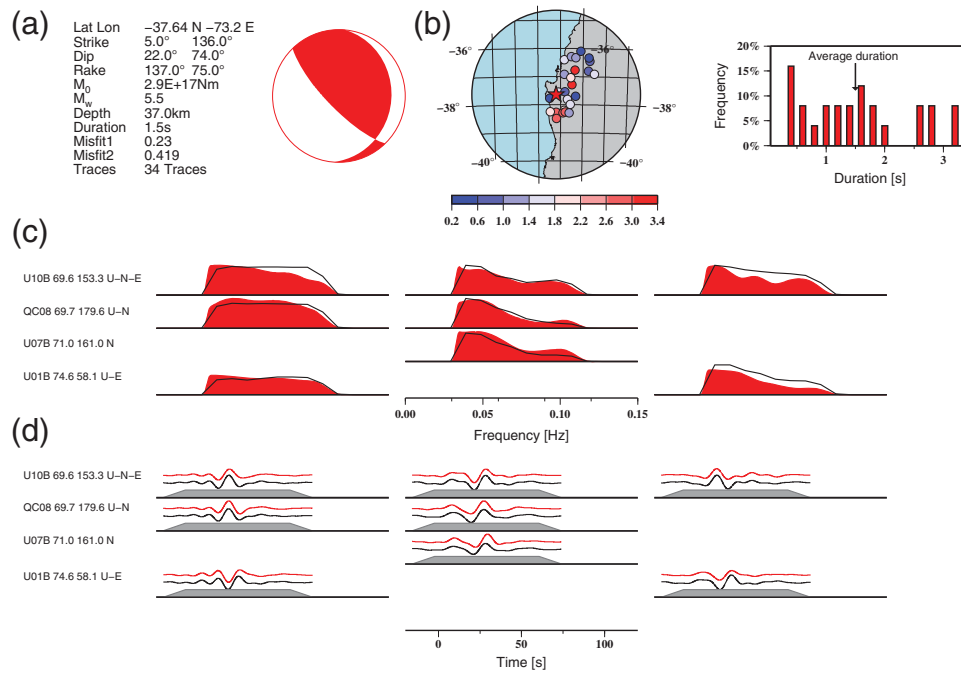 (a)
Lat Lon −37.64 N −73.2 E
Strike 5.0° 136.0°
Dip 22.0° 74.0°
Rake 137.0° 75.0°
M0 2.9E+17Nm
Mw 5.5
Depth 37.0km
Duration 1.5s
Misfit1 0.23
Misfit2 0.419
Traces 34 Traces
(b)
−36° −36°
−38° −38°
−40° −40°
0.2 0.6 1.0 1.4 1.8 2.2 2.6 3.0 3.4
Frequency
20%
15%
10%
5%
0%
Average duration
1 2 3
Duration [s]
(c)
U10B 69.6 153.3 U−N−E
QC08 69.7 179.6 U−N
U07B 71.0 161.0 N
U01B 74.6 58.1 U−E
0.00 0.05 0.10 0.15
Frequency [Hz]
(d)
U10B 69.6 153.3 U−N−E
QC08 69.7 179.6 U−N
U07B 71.0 161.0 N
U01B 74.6 58.1 U−E
0 50 100
Time [s]